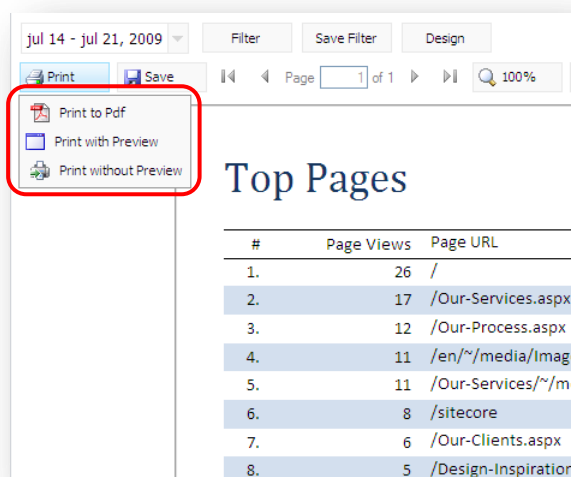 jul 14 - jul 21, 2009 Filter Save Filter Design
Print Save Page 1 of 1 100%
Print to Pdf
Print with Preview
Print without Preview
Top Pages
# Page Views Page URL
1. 26 /
2. 17 /Our-Services.aspx
3. 12 /Our-Process.aspx
4. 11 /en/~/media/Imag
5. 11 /Our-Services/~/m
6. 8 /sitecore
7. 6 /Our-Clients.aspx
8. 5 /Design-Inspiration